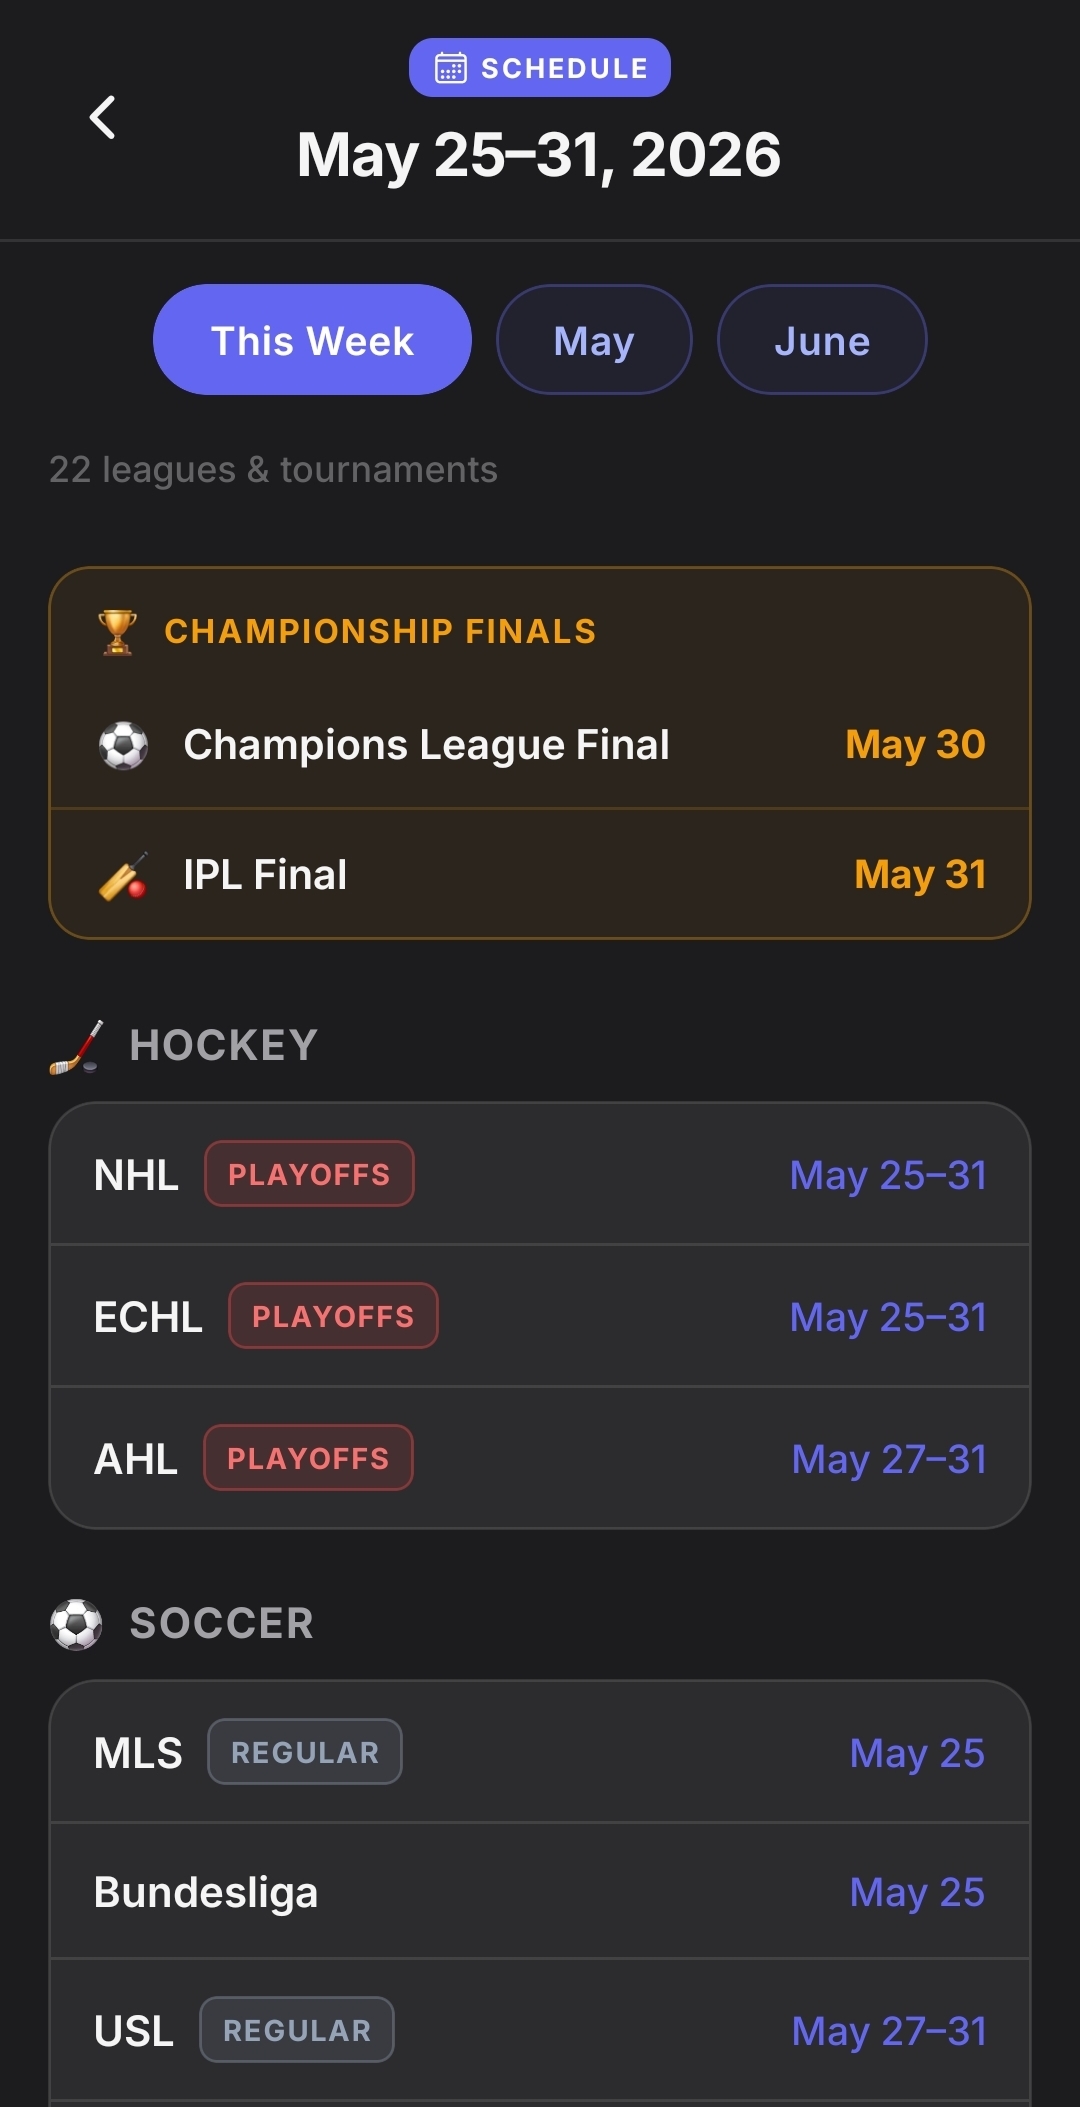 SCHEDULE
May 25–31, 2026
This Week May June
22 leagues & tournaments
CHAMPIONSHIP FINALS
Champions League Final May 30
IPL Final May 31
HOCKEY
NHL PLAYOFFS May 25–31
ECHL PLAYOFFS May 25–31
AHL PLAYOFFS May 27–31
SOCCER
MLS REGULAR May 25
Bundesliga May 25
USL REGULAR May 27–31